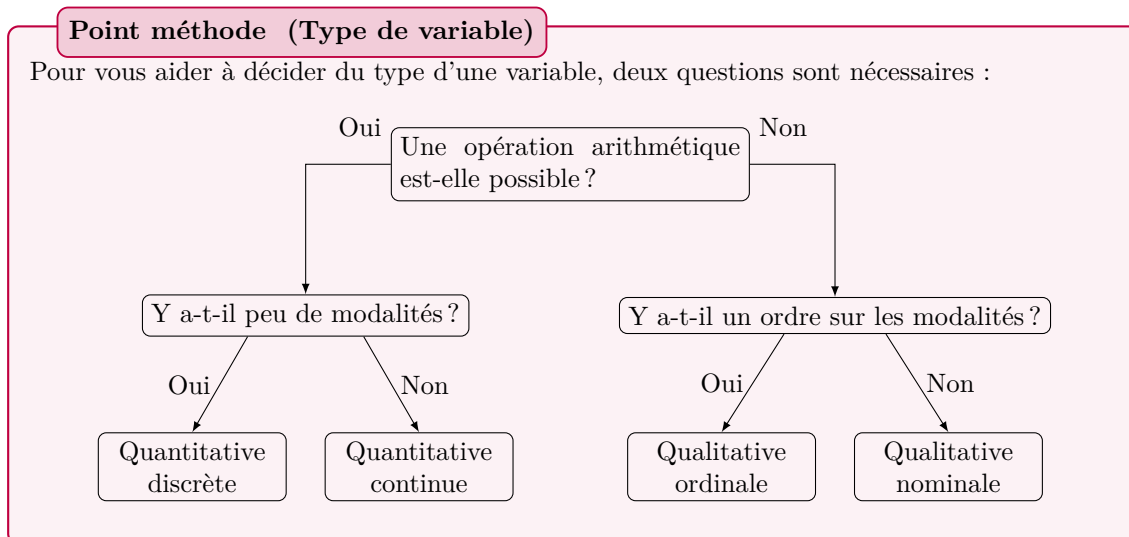 Point méthode (Type de variable)
Pour vous aider à décider du type d'une variable, deux questions sont nécessaires :
Oui
Non
Une opération arithmétique
est-elle possible ?
Y a-t-il peu de modalités ?
Y a-t-il un ordre sur les modalités ?
Oui
Non
Oui
Non
Quantitative
discrète
Quantitative
continue
Qualitative
ordinale
Qualitative
nominale